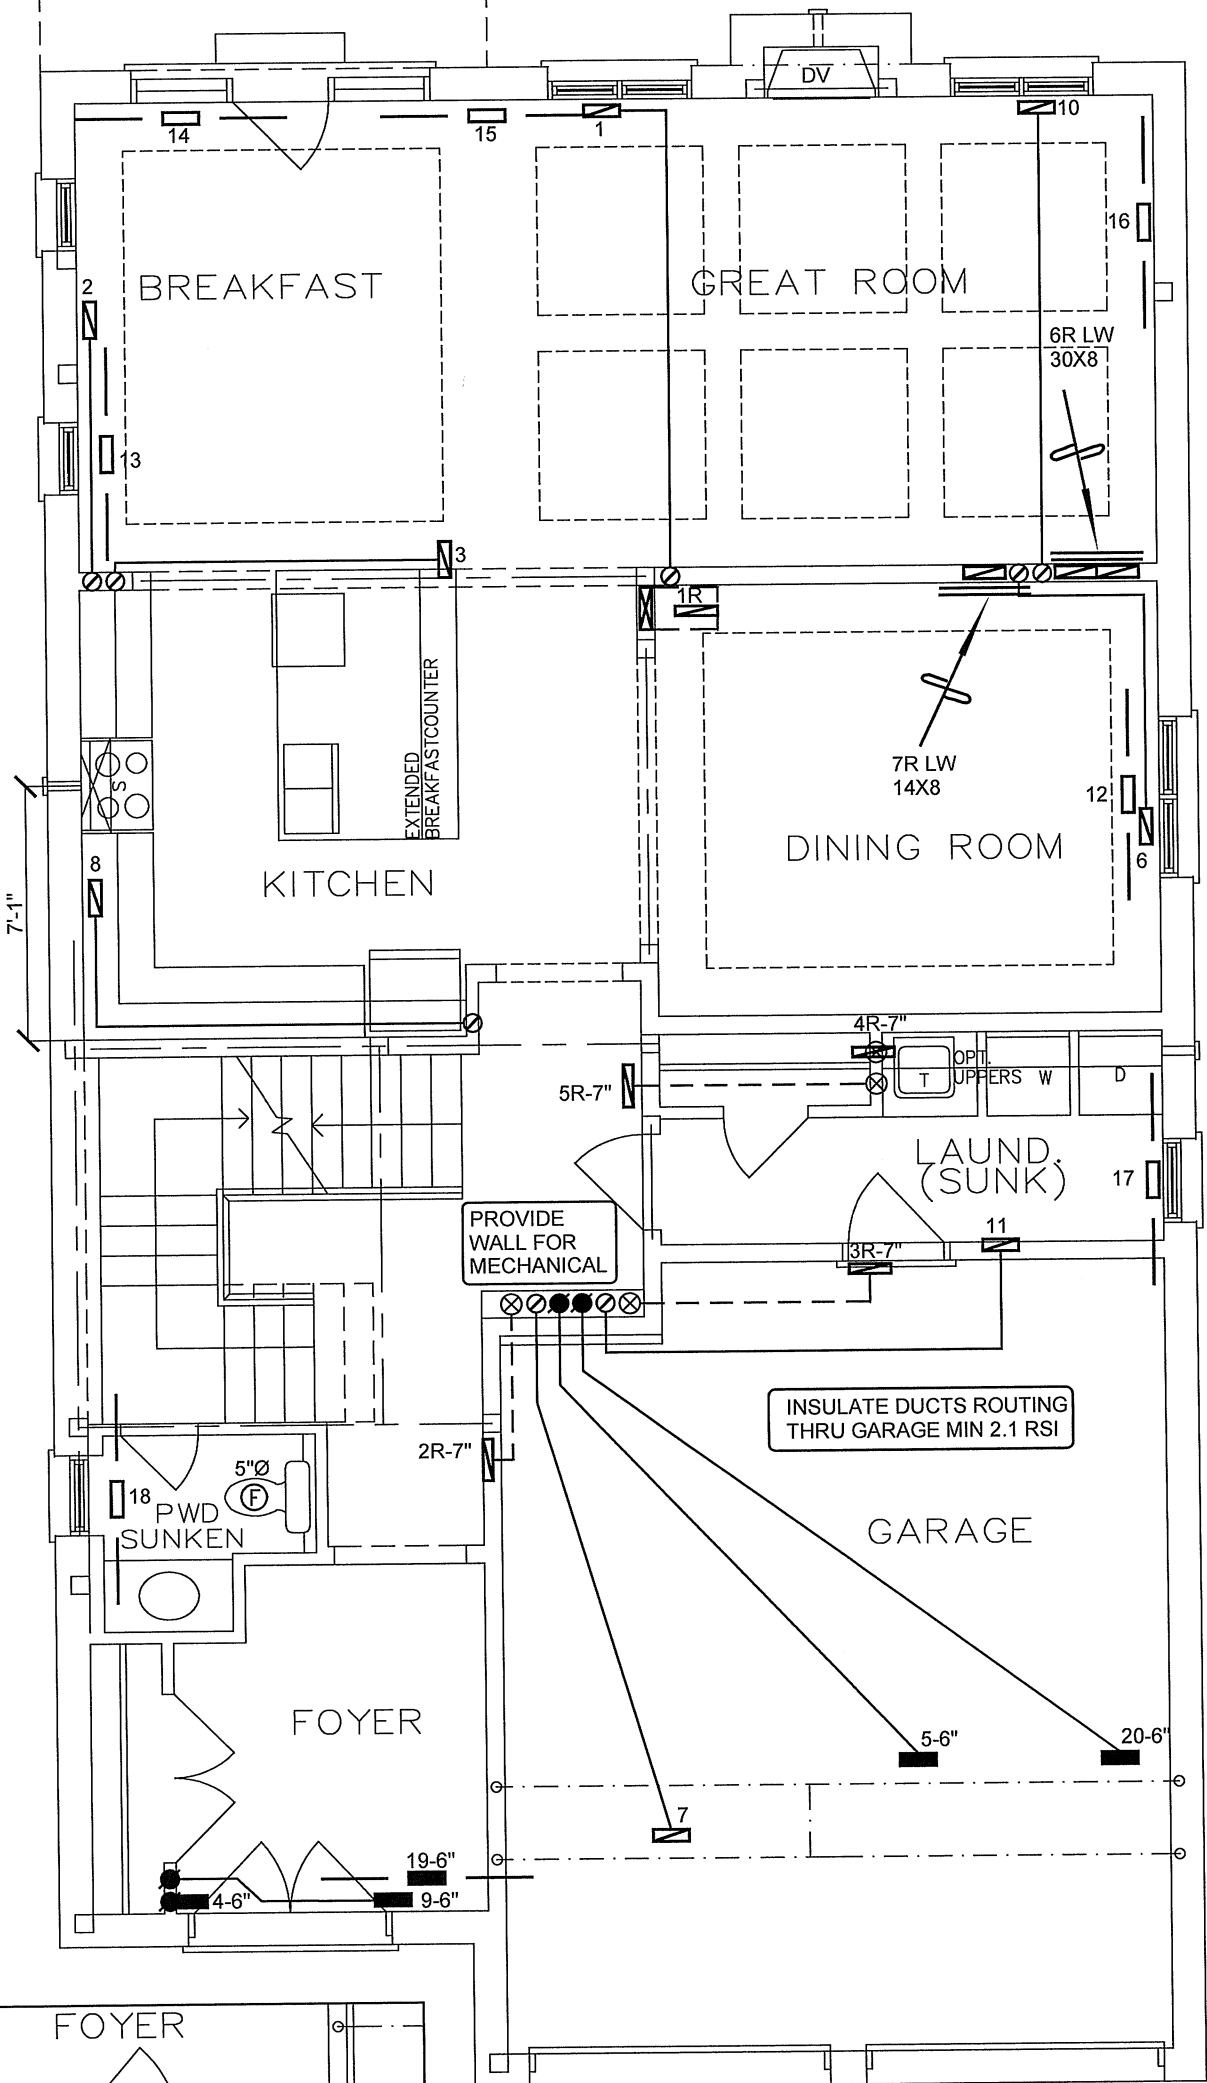 DV
14
15
1
10
16
2
BREAKFAST
GREAT ROOM
6R LW
30X8
13
3
1R
EXTENDED
BREAKFASTCOUNTER
7R LW
14X8
S
12
7'-1"
8
KITCHEN
DINING ROOM
6
4R-7"
5R-7"
T
OPT.
UPPERS
W
D
LAUND.
(SUNK)
17
PROVIDE
WALL FOR
MECHANICAL
11
3R-7"
INSULATE DUCTS ROUTING
THRU GARAGE MIN 2.1 RSI
2R-7"
5"Ø
F
18
PWD
SUNKEN
GARAGE
FOYER
5-6"
20-6"
7
19-6"
4-6"
9-6"
FOYER